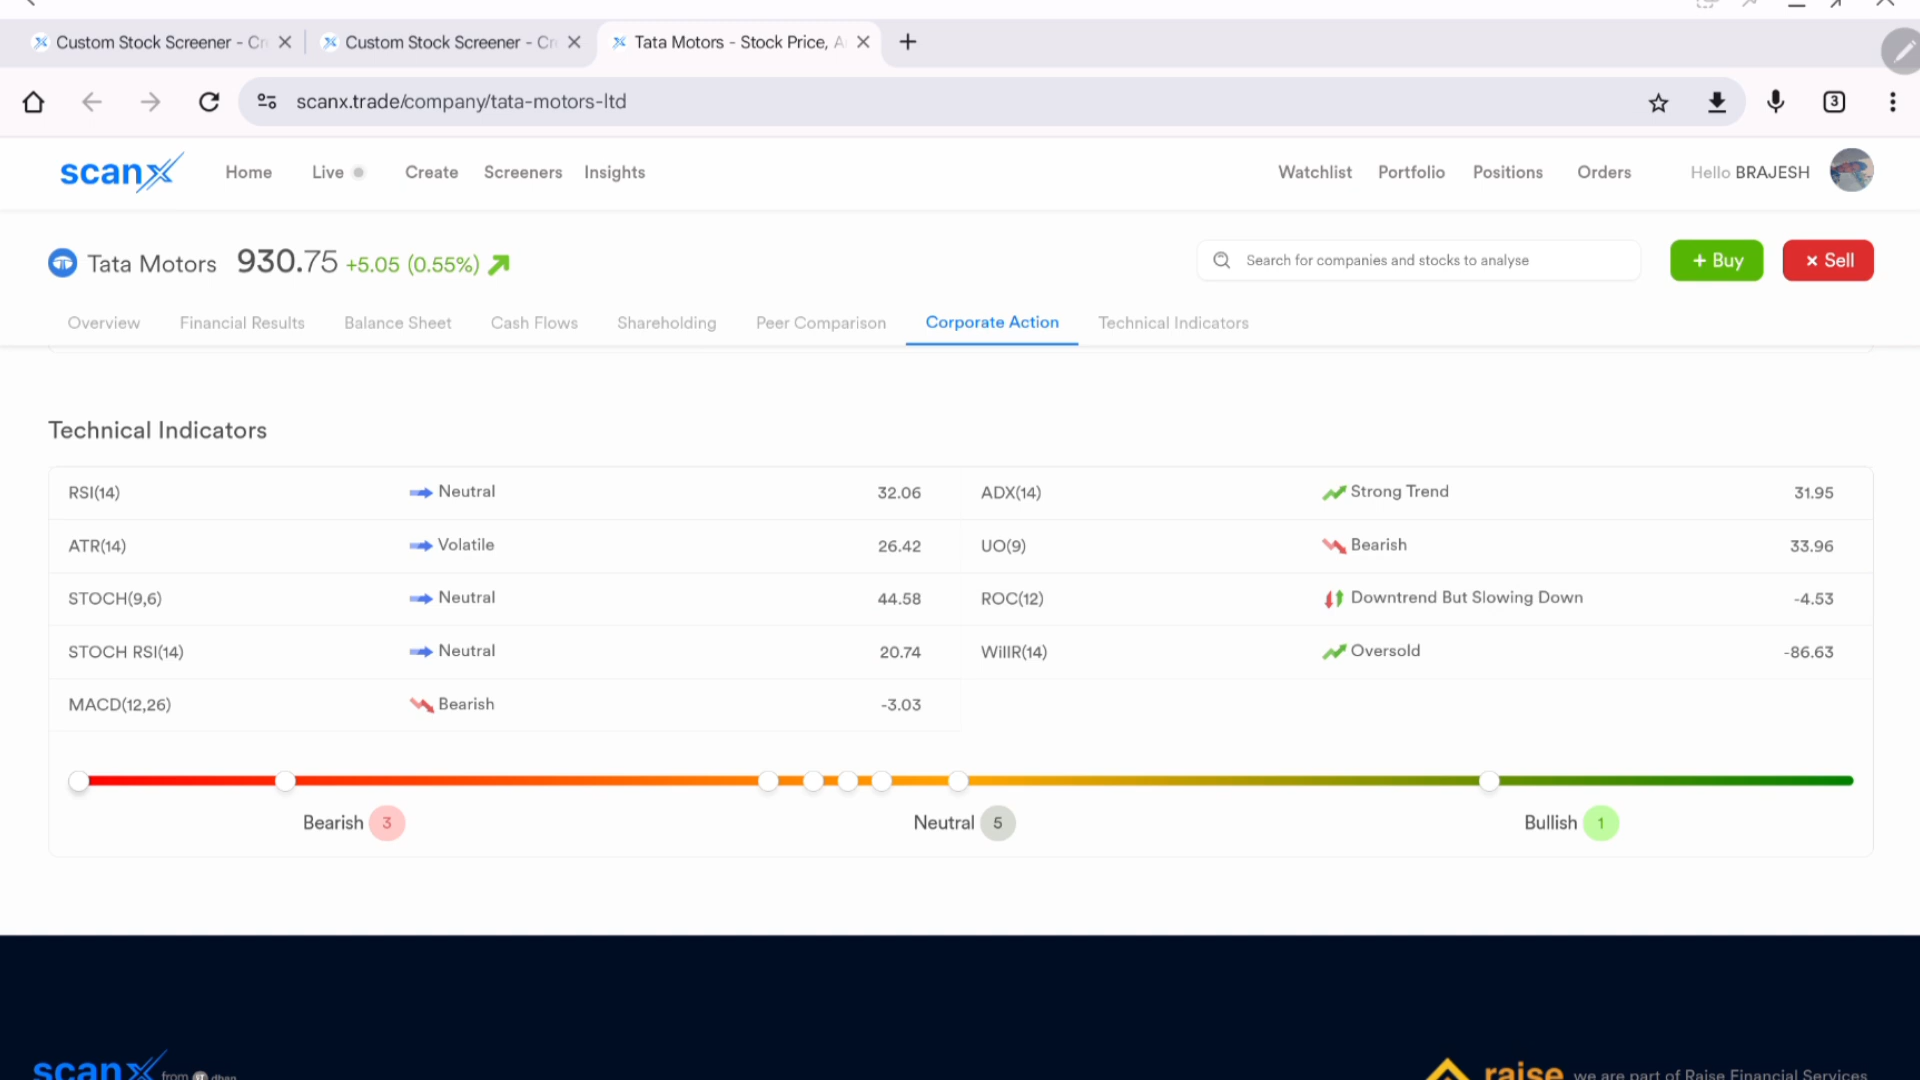 Custom Stock Screener - Cr
Custom Stock Screener - Cr
Tata Motors - Stock Price, A
scanx.trade/company/tata-motors-ltd
3
scanx
Home
Live
Create
Screeners
Insights
Watchlist
Portfolio
Positions
Orders
Hello BRAJESH
Tata Motors 930.75 +5.05 (0.55%)
Search for companies and stocks to analyse
+ Buy
× Sell
Overview
Financial Results
Balance Sheet
Cash Flows
Shareholding
Peer Comparison
Corporate Action
Technical Indicators
Technical Indicators
RSI(14) Neutral 32.06 ADX(14) Strong Trend 31.95
ATR(14) Volatile 26.42 UO(9) Bearish 33.96
STOCH(9,6) Neutral 44.58 ROC(12) Downtrend But Slowing Down -4.53
STOCH RSI(14) Neutral 20.74 WillR(14) Oversold -86.63
MACD(12,26) Bearish -3.03
Bearish 3
Neutral 5
Bullish 1
scanx from dhan
raise we are part of Raise Financial Services